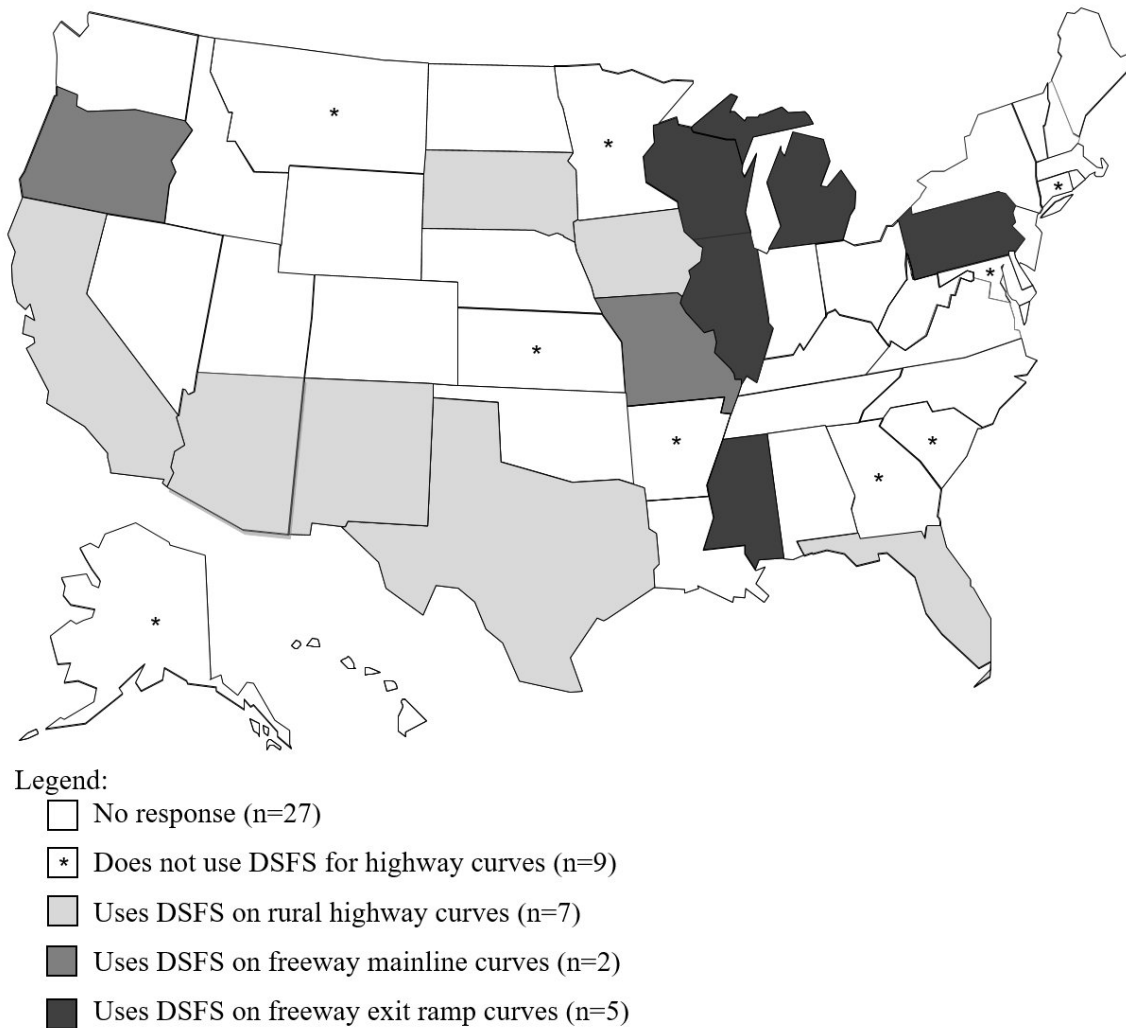 *
*
*
*
*
*
*
*
*
Legend:
No response (n=27)
* Does not use DSFS for highway curves (n=9)
Uses DSFS on rural highway curves (n=7)
Uses DSFS on freeway mainline curves (n=2)
Uses DSFS on freeway exit ramp curves (n=5)